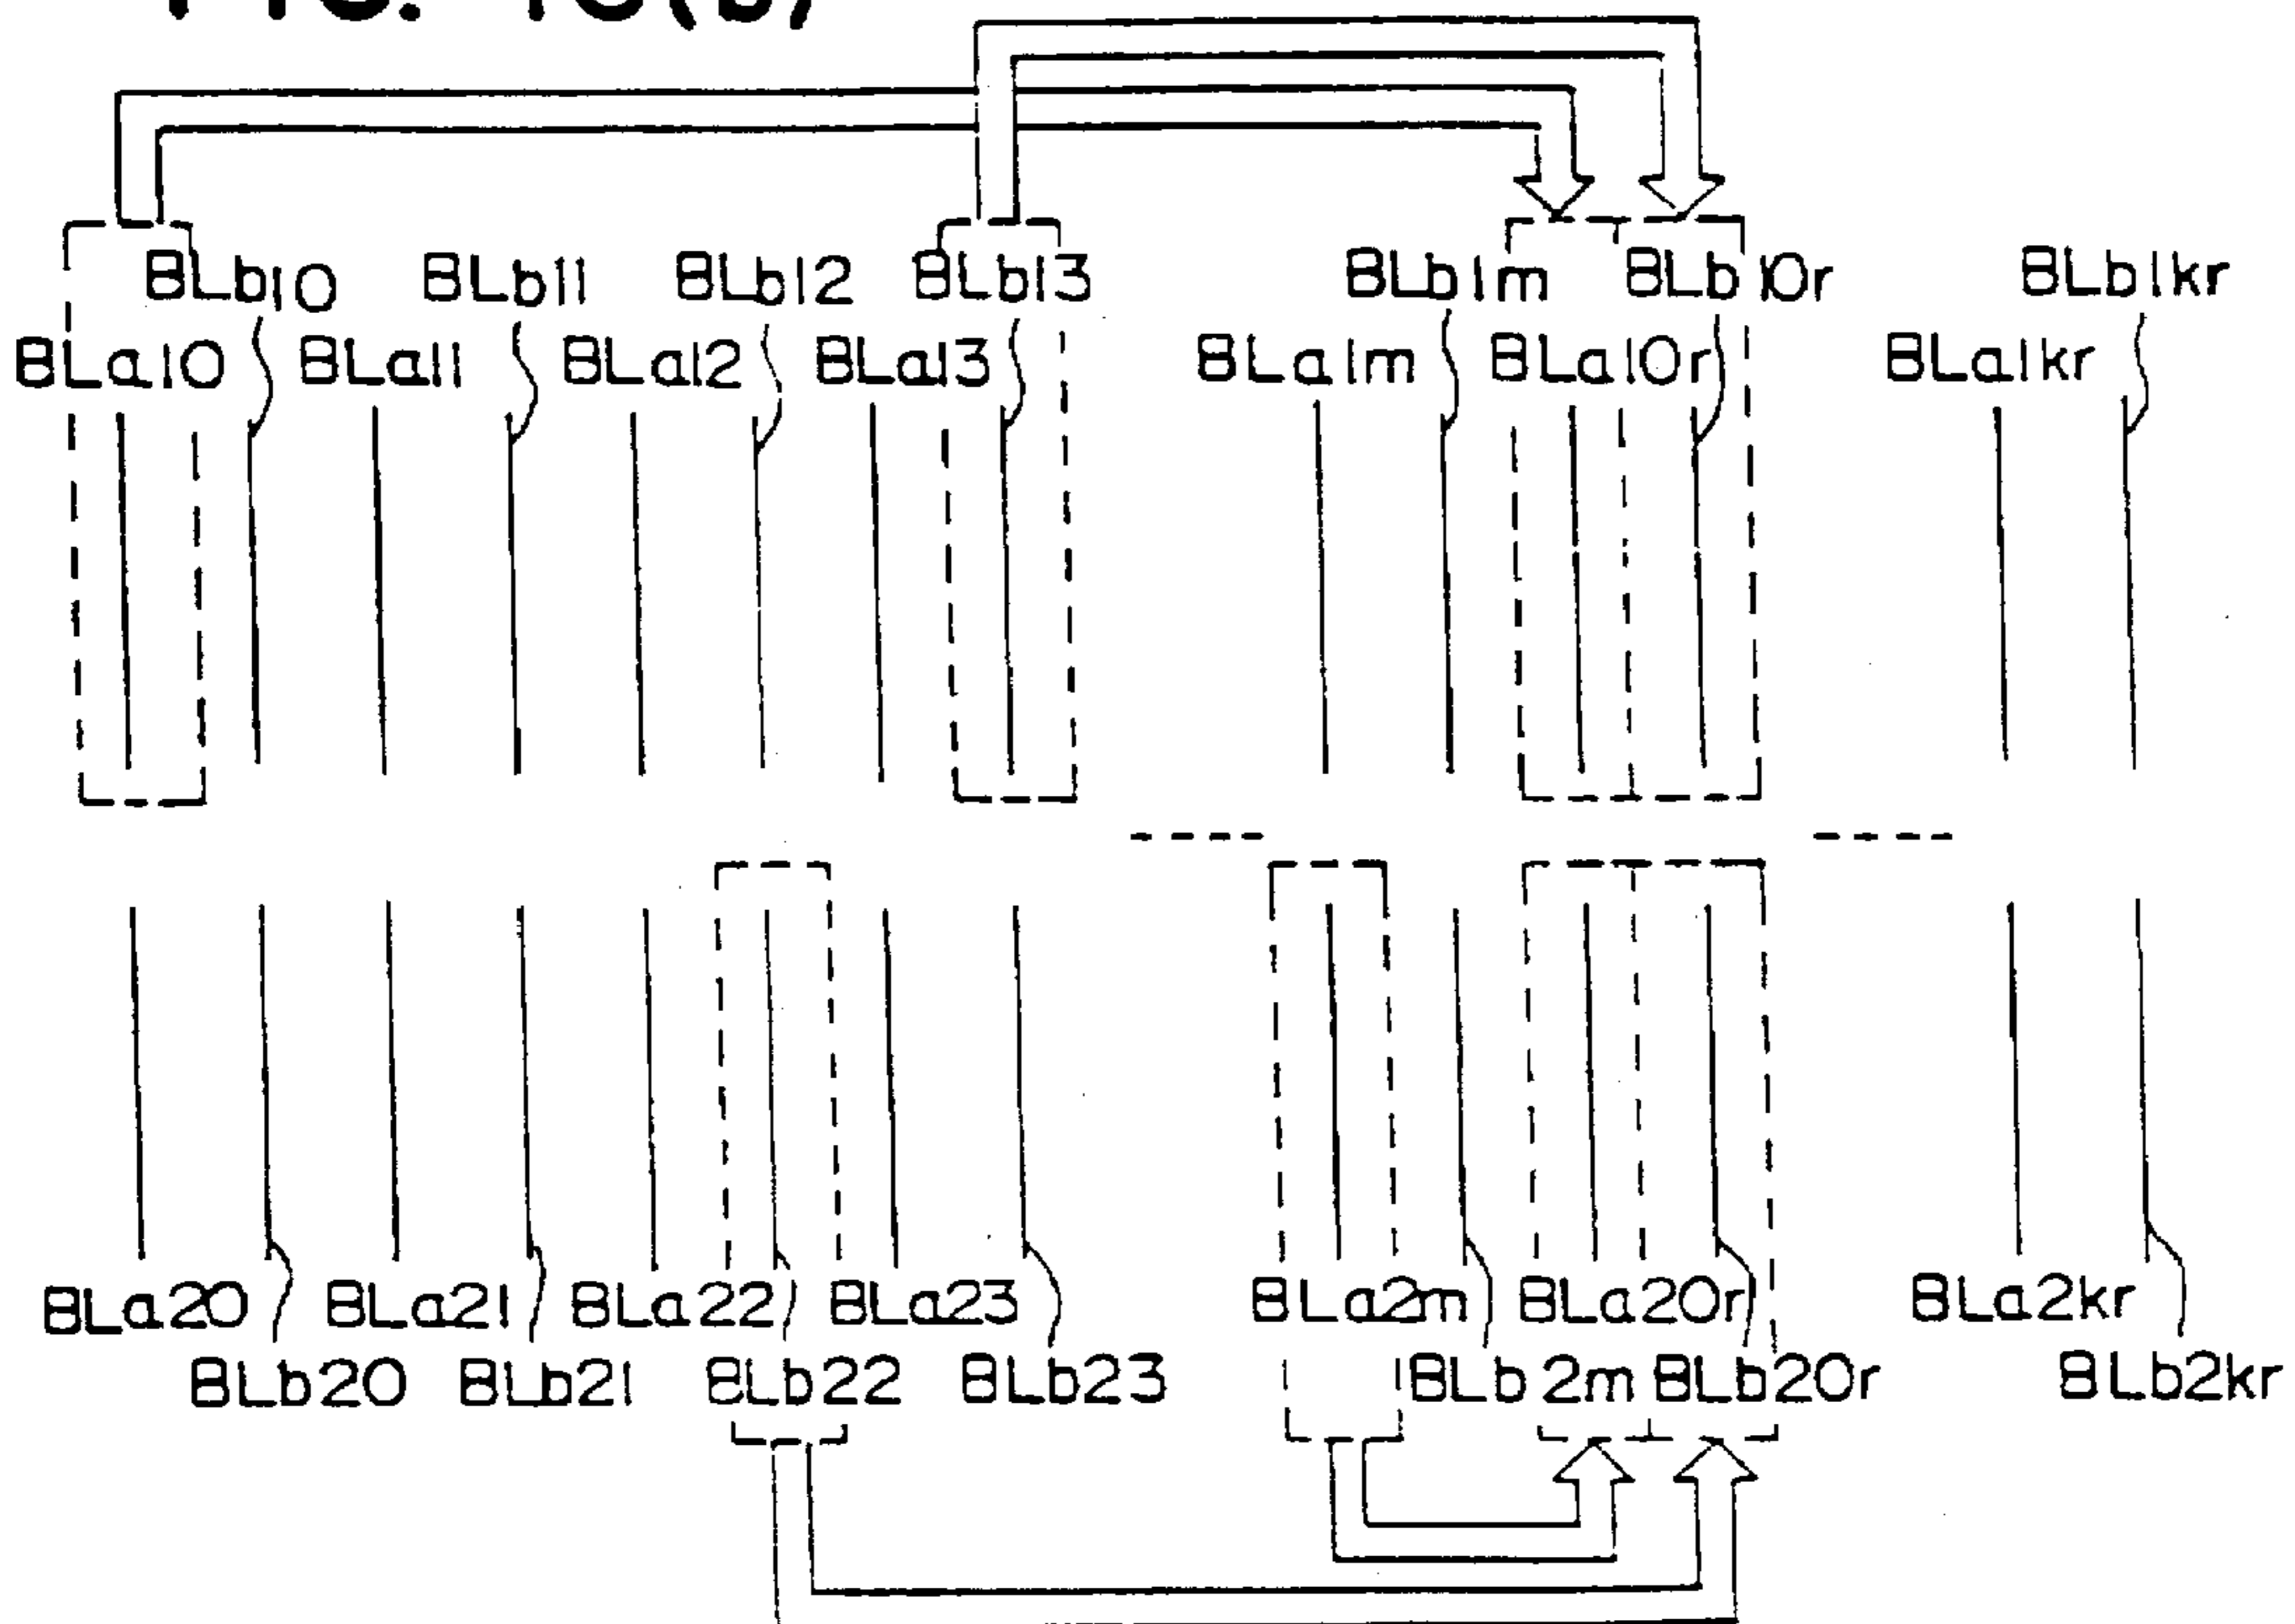 BLb10 BLb11 BLb12 BLb13 BLb1m BLb10r BLb1kr
BLa10 BLa11 BLa12 BLa13 BLa1m BLa10r BLa1kr
BLa20 BLa21 BLa22 BLa23 BLa2m BLa20r BLa2kr
BLb20 BLb21 BLb22 BLb23 BLb2m BLb20r BLb2kr